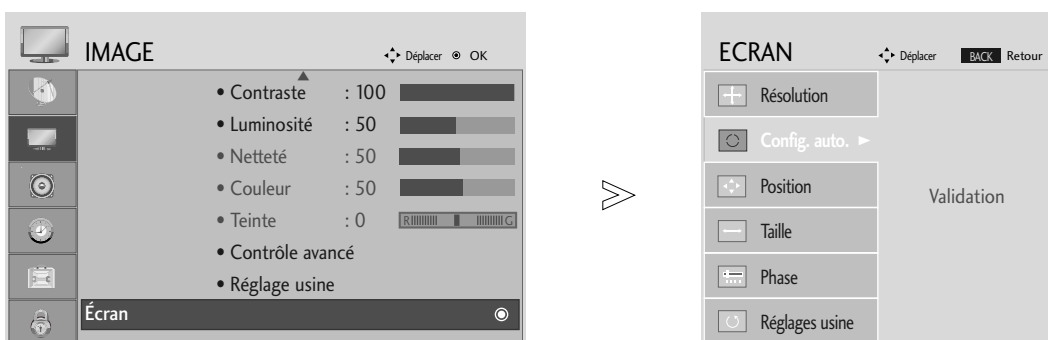 IMAGE
Déplacer OK
• Contraste : 100
• Luminosité : 50
• Netteté : 50
• Couleur : 50
• Teinte : 0 R G
• Contrôle avancé
• Réglage usine
Écran
ECRAN
Déplacer BACK Retour
Résolution
Config. auto.
Position
Taille
Phase
Réglages usine
Validation